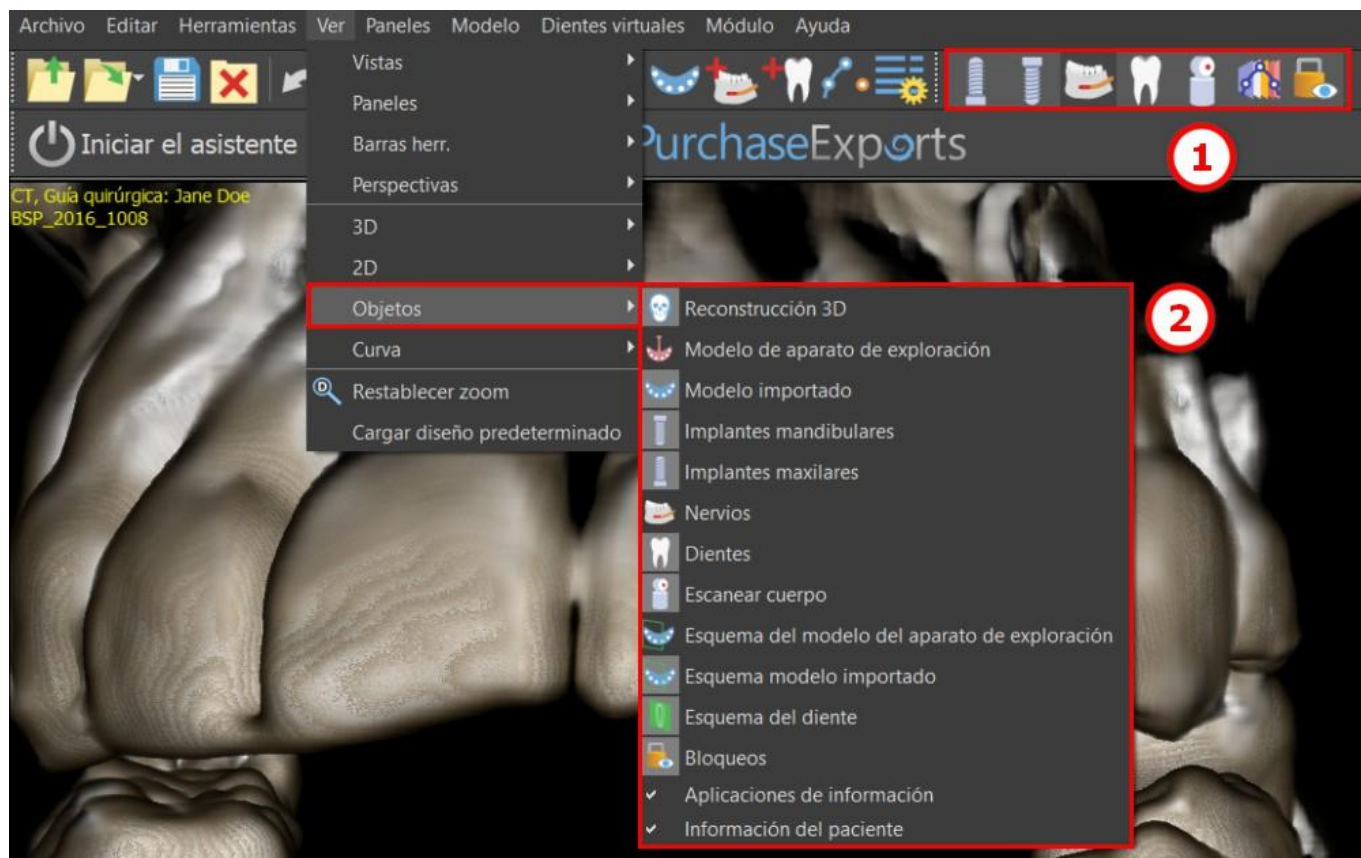 Archivo Editar Herramientas Ver Paneles Modelo Dientes virtuales Módulo Ayuda
Iniciar el asistente
PurchaseExports
1
CT, Guía quirúrgica: Jane Doe
BSP_2016_1008
Vistas
Paneles
Barras herr.
Perspectivas
3D
2D
Objetos
Curva
Restablecer zoom
Cargar diseño predeterminado
2
Reconstrucción 3D
Modelo de aparato de exploración
Modelo importado
Implantes mandibulares
Implantes maxilares
Nervios
Dientes
Escanear cuerpo
Esquema del modelo del aparato de exploración
Esquema modelo importado
Esquema del diente
Bloqueos
Aplicaciones de información
Información del paciente